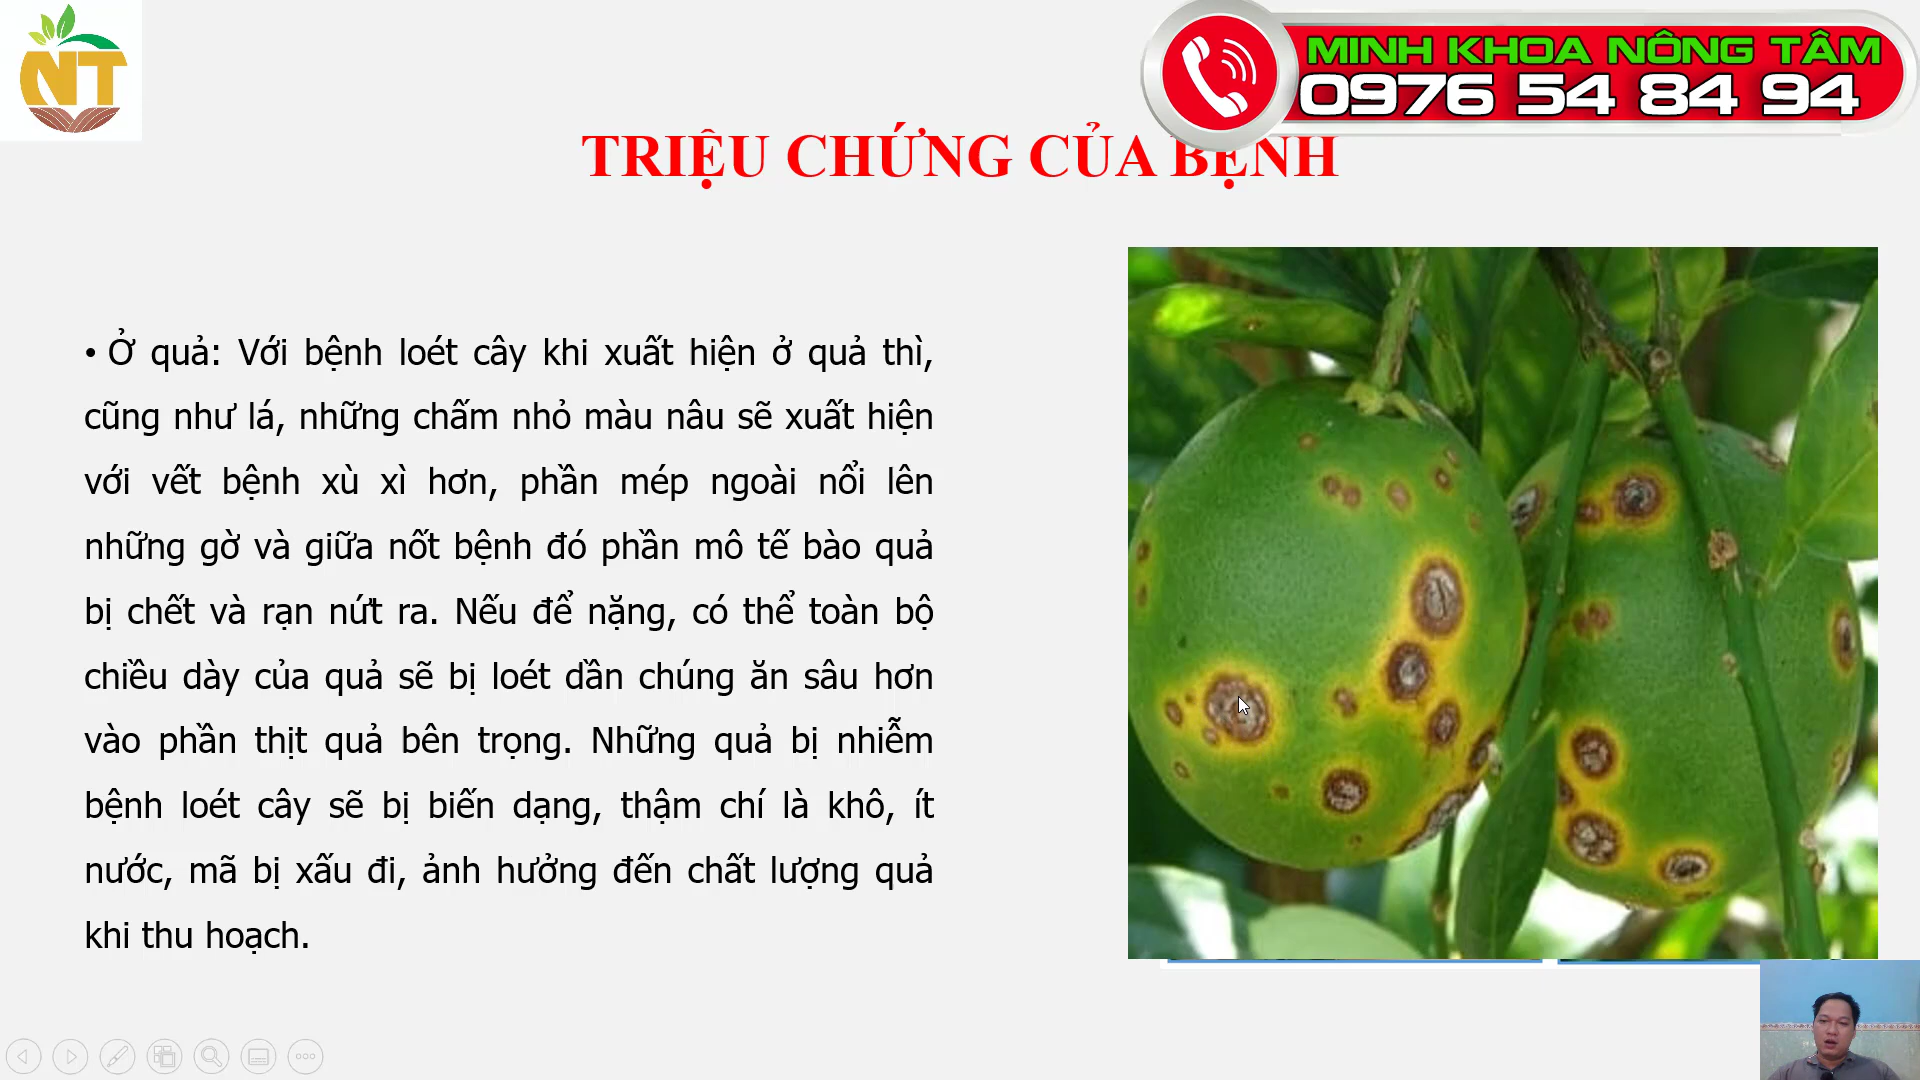 NT
MINH KHOA NÔNG TÂM
0976 54 84 94
TRIỆU CHỨNG CỦA BỆNH
• Ở quả: Với bệnh loét cây khi xuất hiện ở quả thì,
cũng như lá, những chấm nhỏ màu nâu sẽ xuất hiện
với vết bệnh xù xì hơn, phần mép ngoài nổi lên
những gờ và giữa nốt bệnh đó phần mô tế bào quả
bị chết và rạn nứt ra. Nếu để nặng, có thể toàn bộ
chiều dày của quả sẽ bị loét dần chúng ăn sâu hơn
vào phần thịt quả bên trọng. Những quả bị nhiễm
bệnh loét cây sẽ bị biến dạng, thậm chí là khô, ít
nước, mã bị xấu đi, ảnh hưởng đến chất lượng quả
khi thu hoạch.